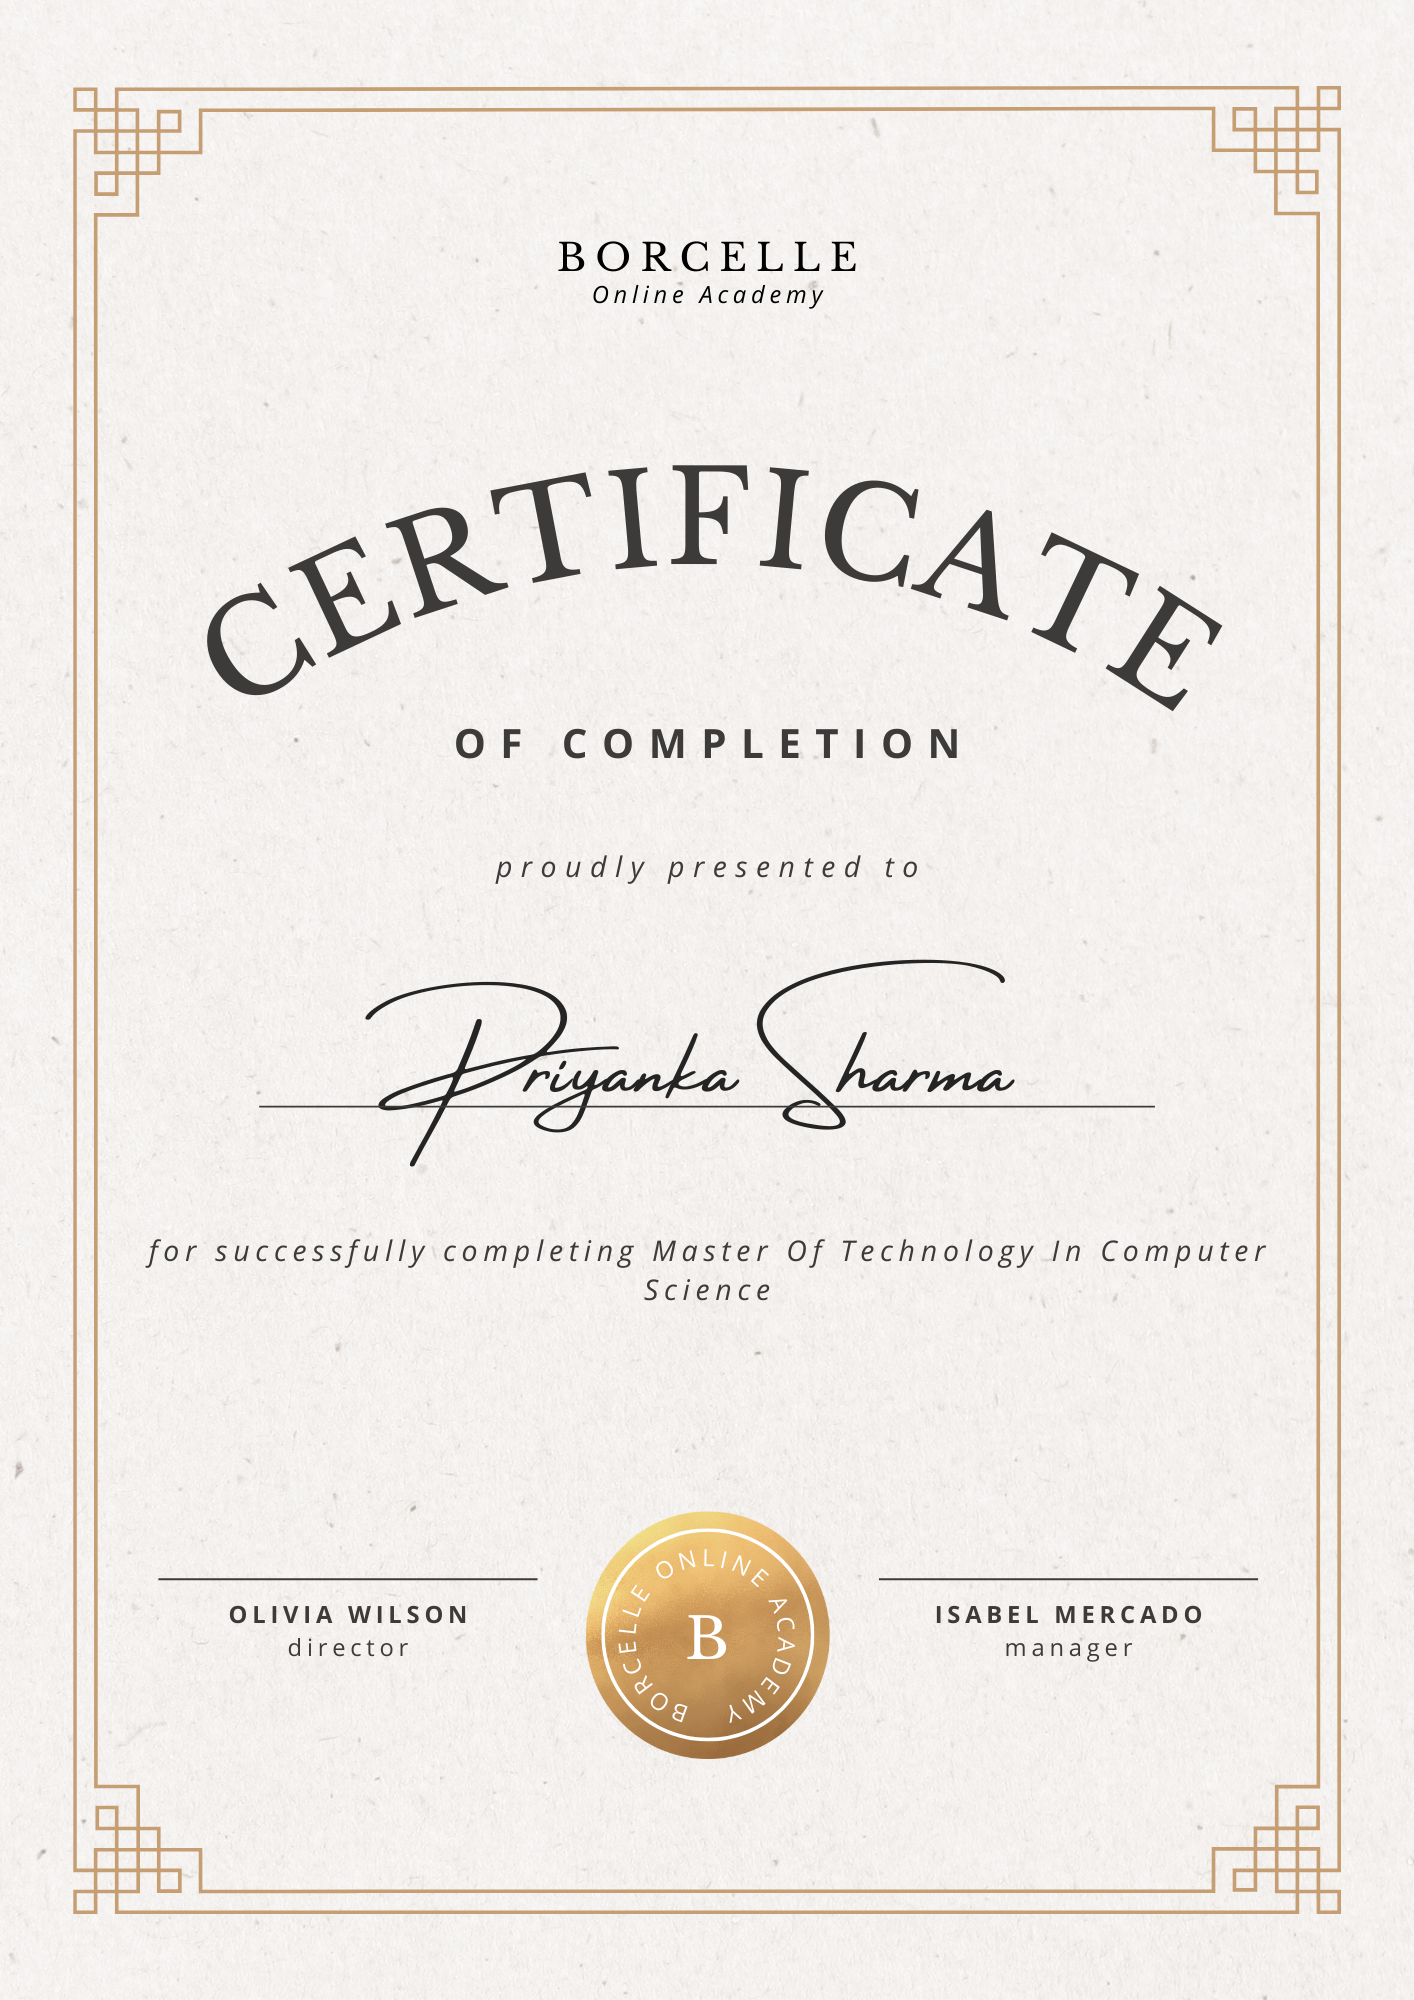 BORCELLE
Online Academy
CERTIFICATE
OF COMPLETION
proudly presented to
Priyanka Sharma
for successfully completing Master Of Technology In Computer
Science
OLIVIA WILSON
director
BORCELLE ONLINE ACADEMY
B
ISABEL MERCADO
manager